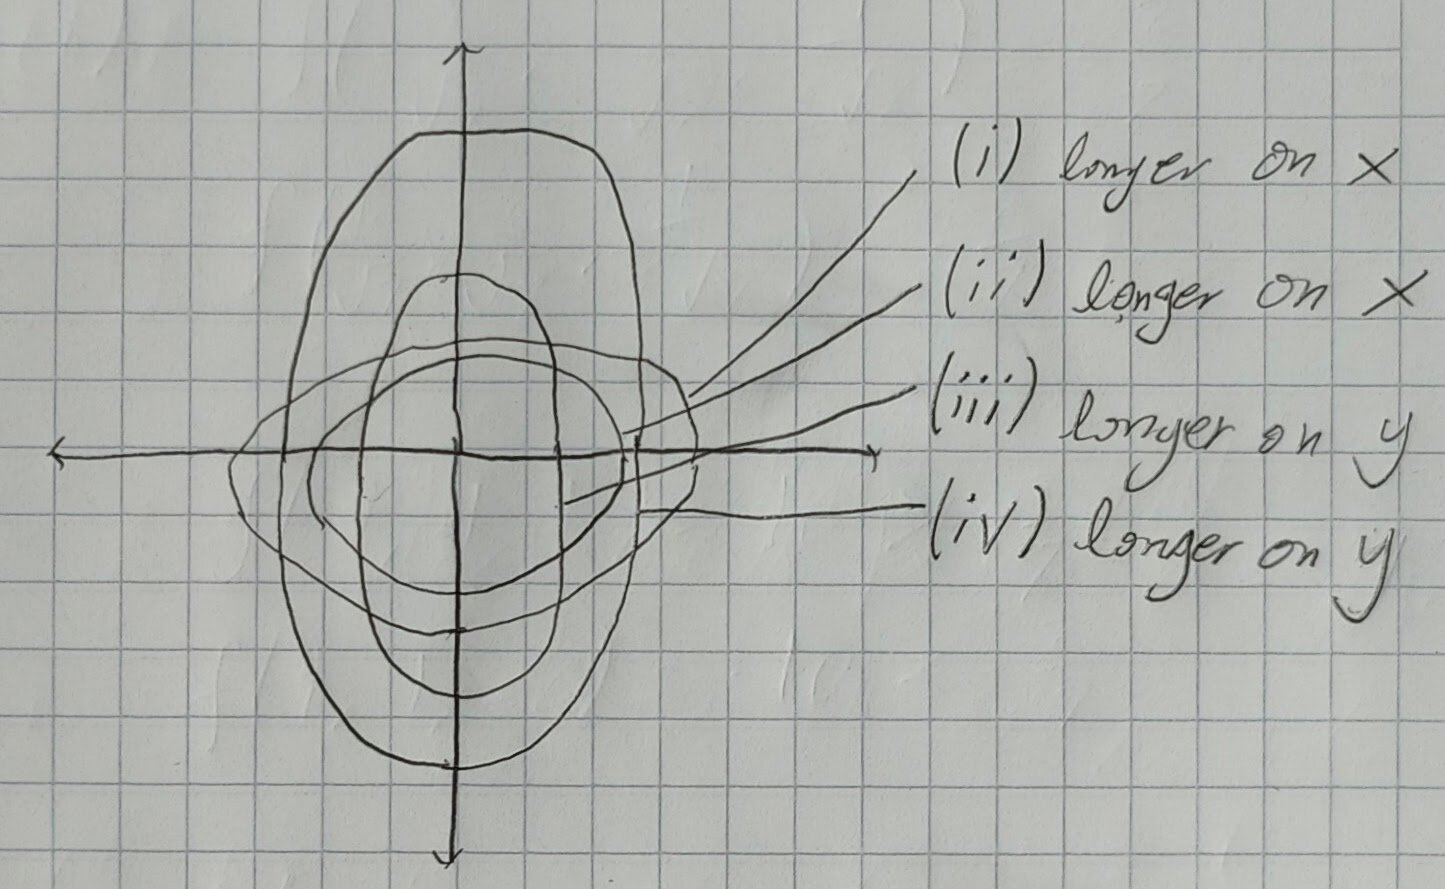 (i) longer on x
(ii) longer on x
(iii) longer on y
(iv) longer on y